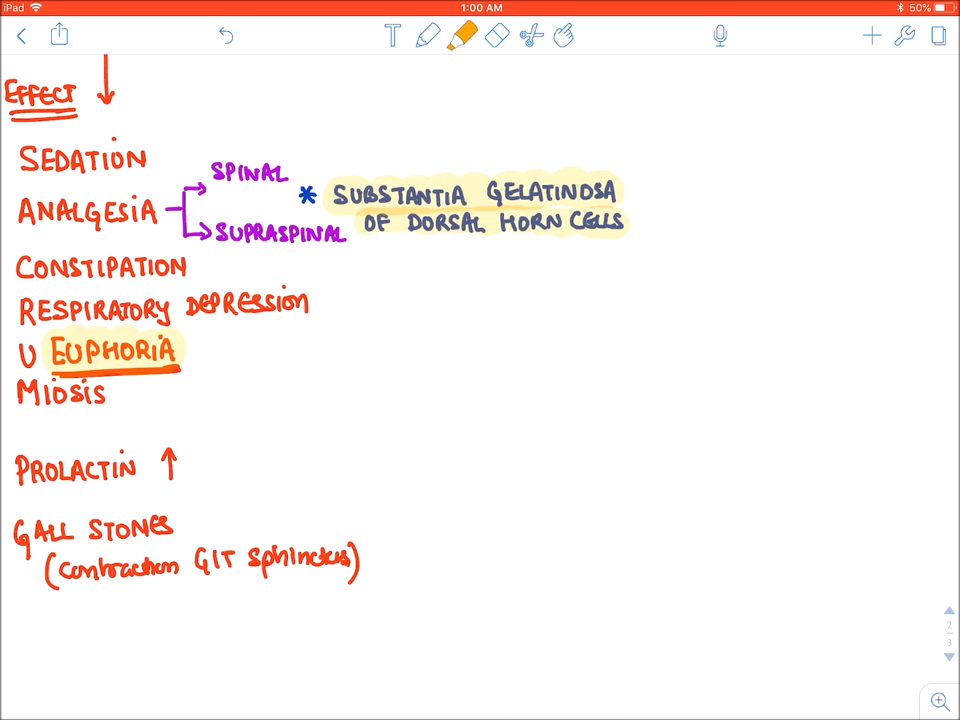 iPad
1:00 AM
50%
T
EFFECT
SEDATION
ANALGESIA
SPINAL
SUPRASPINAL
* SUBSTANTIA GELATINOSA
OF DORSAL HORN CELLS
CONSTIPATION
RESPIRATORY DEPRESSION
U EUPHORIA
MIOSIS
PROLACTIN ↑
GALL STONES
(contraction GIT sphincters)
2
3